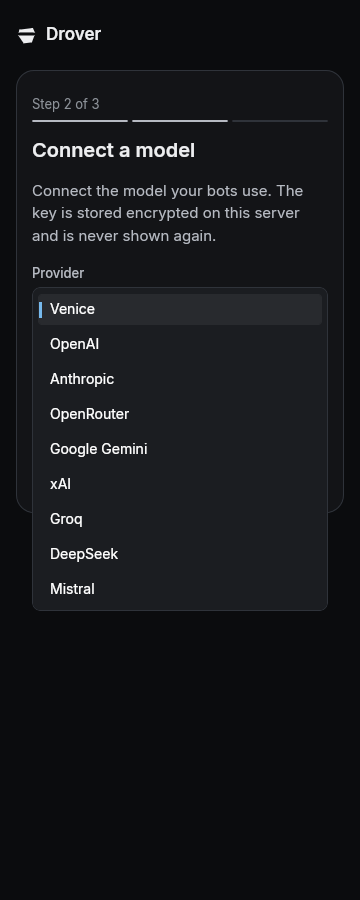 Drover
Step 2 of 3
Connect a model
Connect the model your bots use. The
key is stored encrypted on this server
and is never shown again.
Provider
Venice
OpenAI
Anthropic
OpenRouter
Google Gemini
xAI
Groq
DeepSeek
Mistral